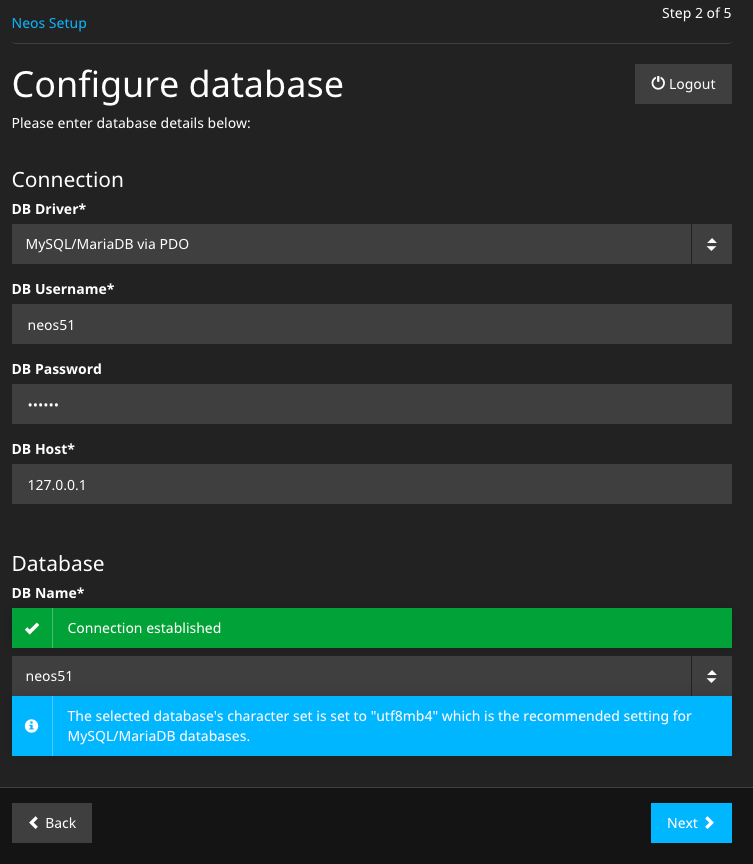 Neos Setup
Step 2 of 5
Configure database
Logout
Please enter database details below:
Connection
DB Driver*
MySQL/MariaDB via PDO
DB Username*
neos51
DB Password
••••••
DB Host*
127.0.0.1
Database
DB Name*
Connection established
neos51
The selected database's character set is set to "utf8mb4" which is the recommended setting for
MySQL/MariaDB databases.
Back
Next